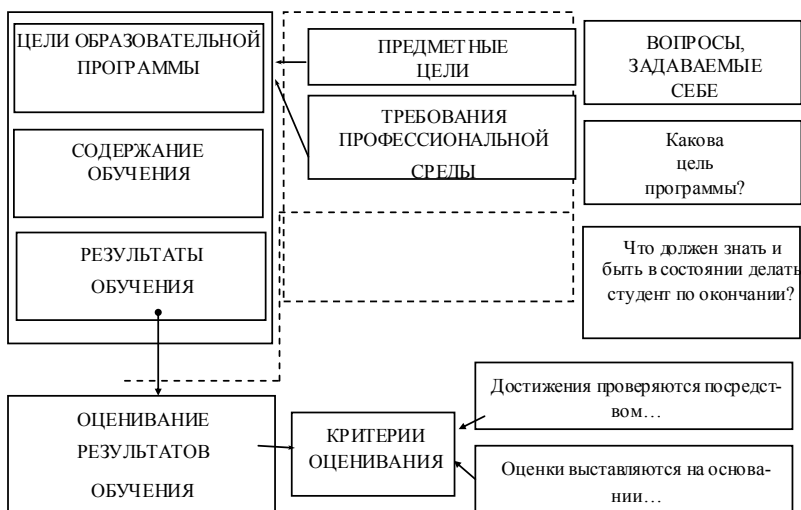 ЦЕЛИ ОБРАЗОВАТЕЛЬНОЙ
ПРОГРАММЫ
ПРЕДМЕТНЫЕ
ЦЕЛИ
ВОПРОСЫ,
ЗАДАВАЕМЫЕ
СЕБЕ
СОДЕРЖАНИЕ
ОБУЧЕНИЯ
ТРЕБОВАНИЯ
ПРОФЕССИОНАЛЬНОЙ
СРЕДЫ
Какова
цель
программы?
РЕЗУЛЬТАТЫ
ОБУЧЕНИЯ
Что должен знать и
быть в состоянии делать
студент по окончании?
ОЦЕНИВАНИЕ
РЕЗУЛЬТАТОВ
ОБУЧЕНИЯ
КРИТЕРИИ
ОЦЕНИВАНИЯ
Достижения проверяются посредст-
вом…
Оценки выставляются на основа-
нии…